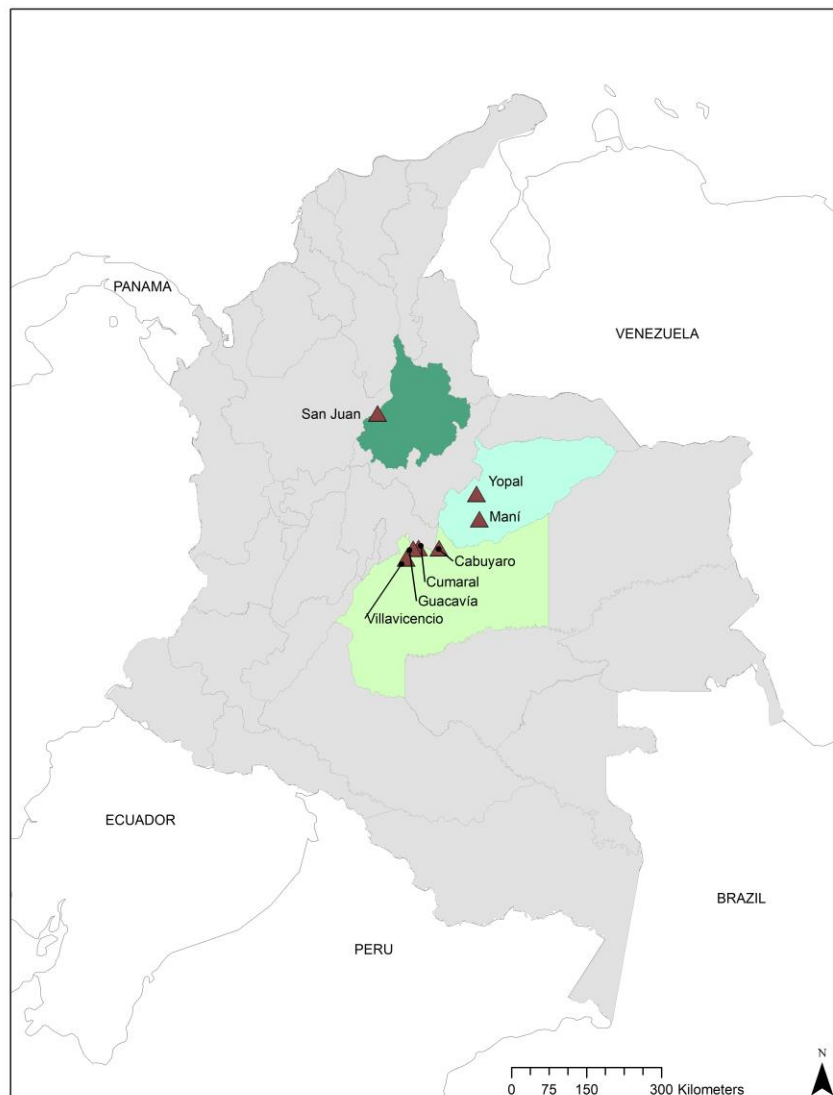 PANAMA
VENEZUELA
San Juan
Yopal
Maní
Cabuyaro
Cumaral
Guacavía
Villavicencio
ECUADOR
BRAZIL
PERU
N
0 75 150 300 Kilometers